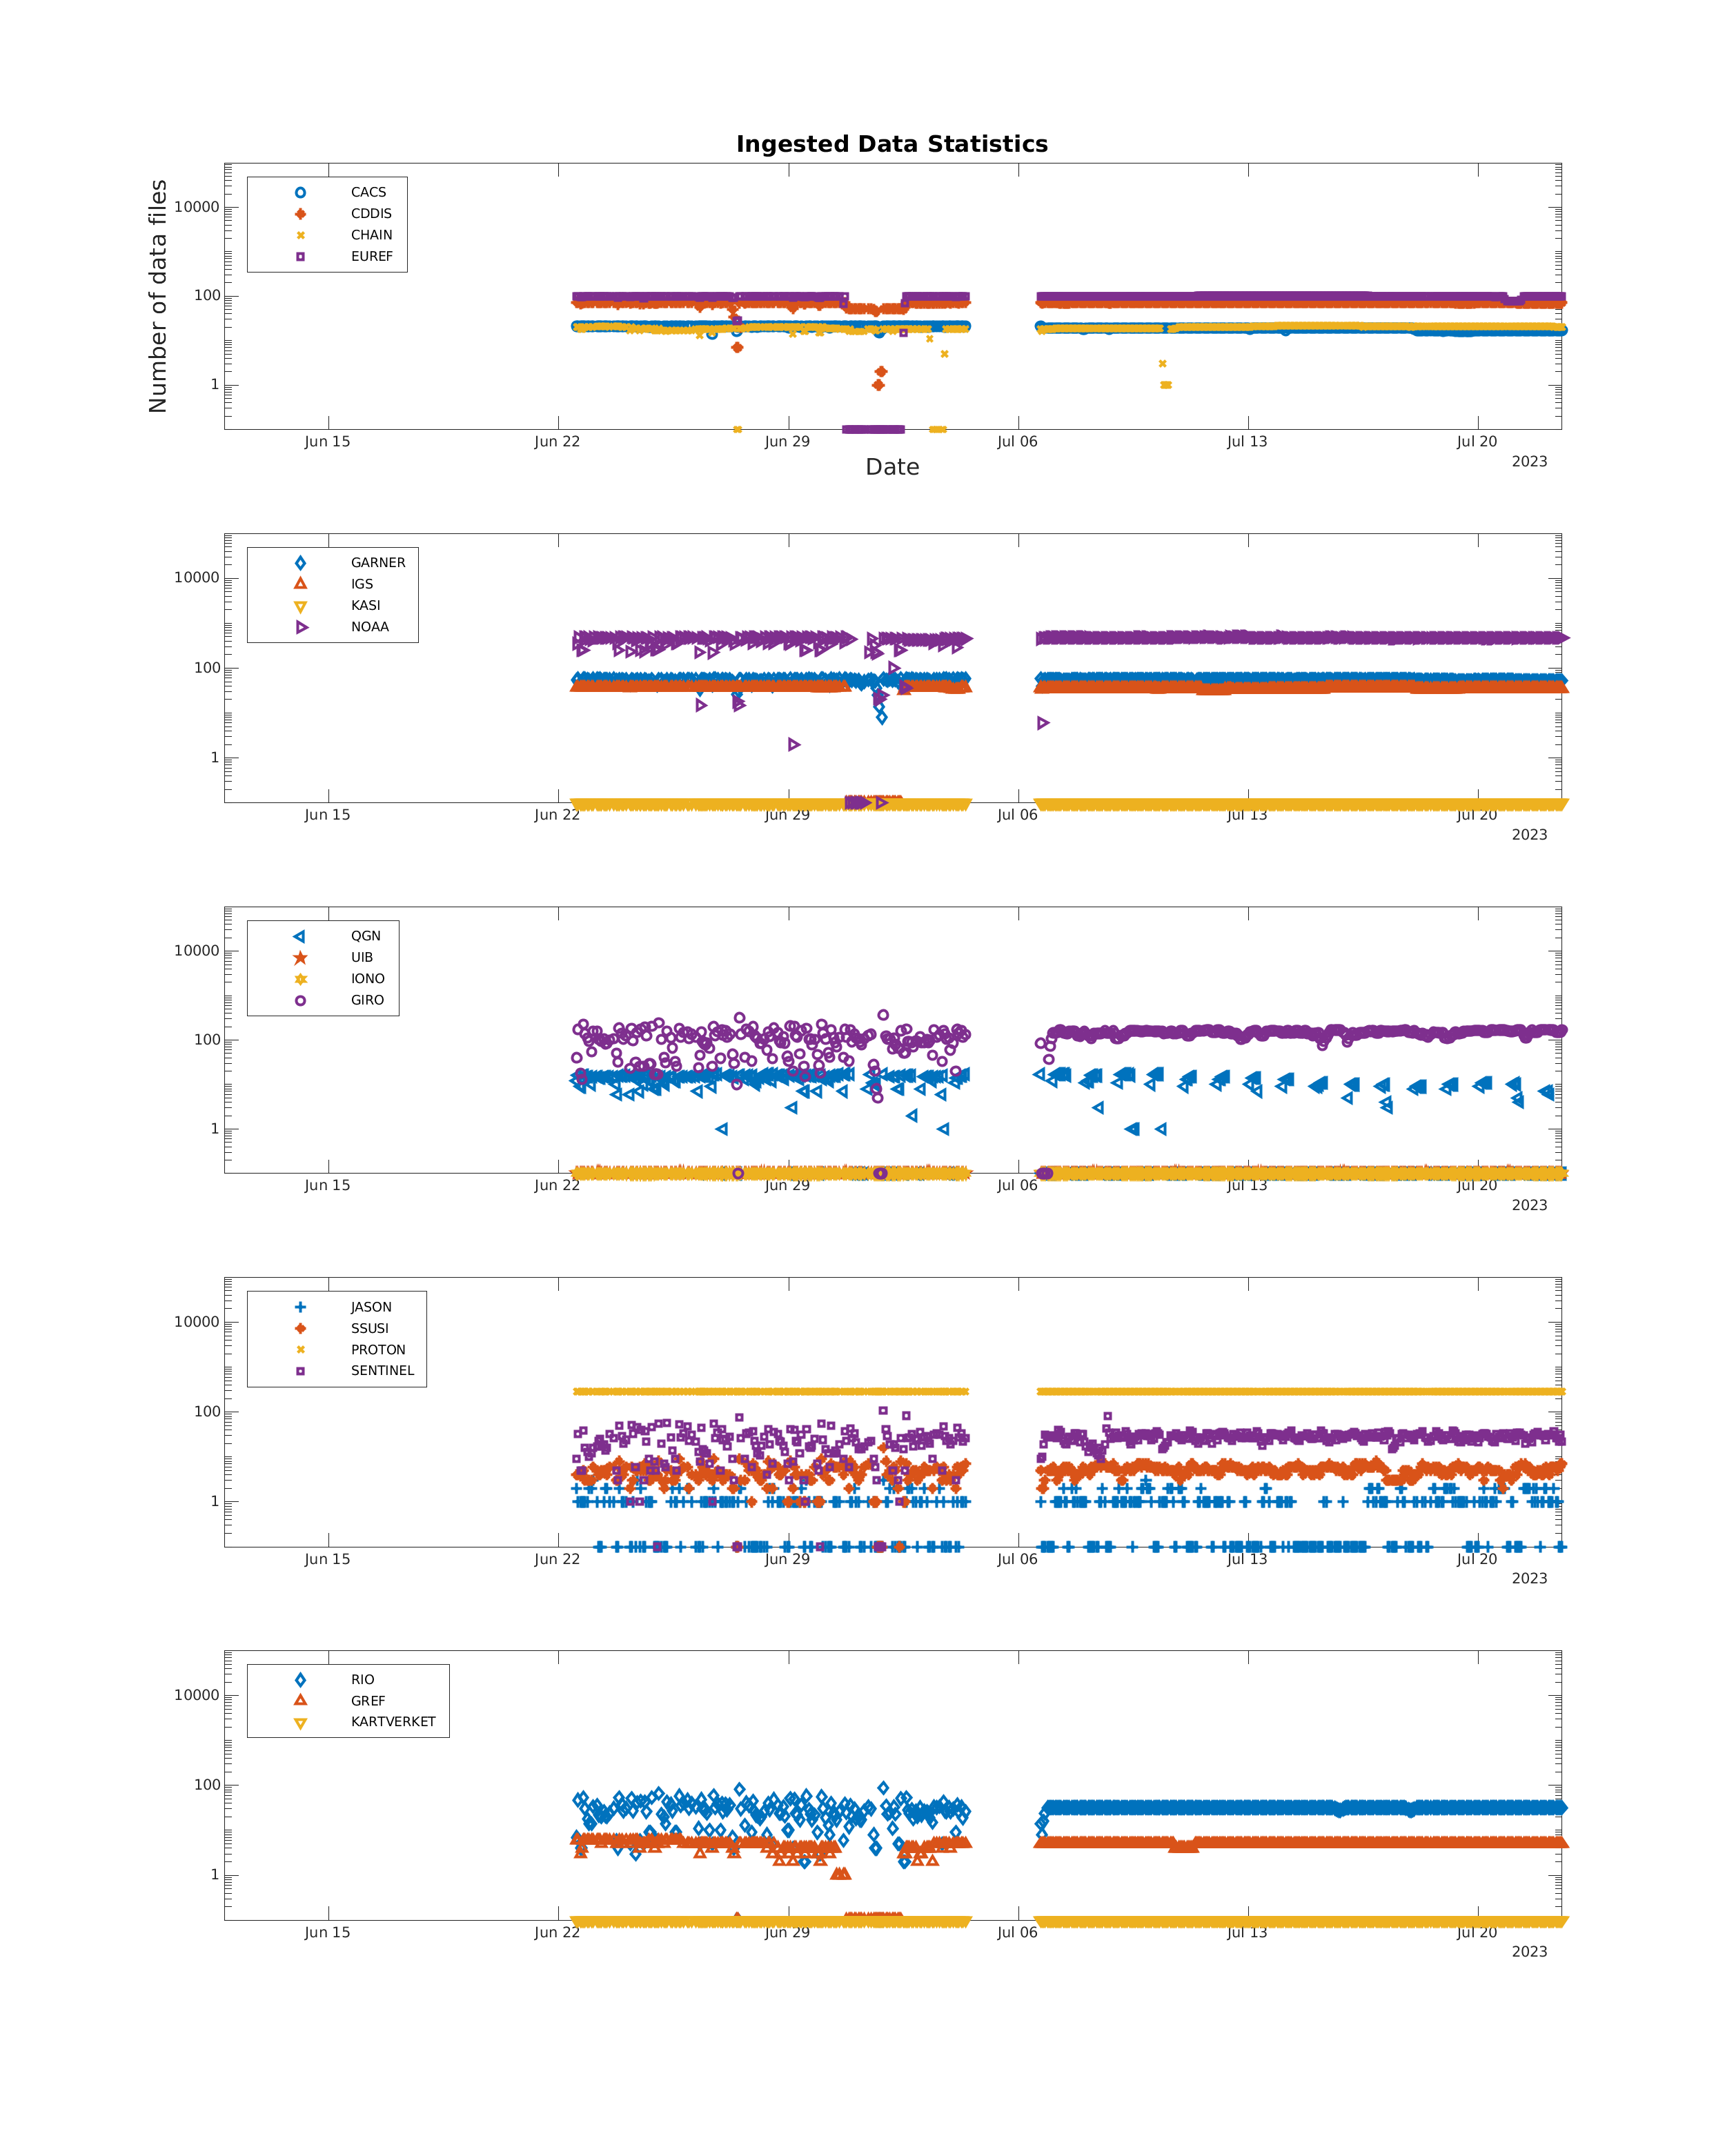 Ingested Data Statistics
Number of data files
CACS
CDDIS
CHAIN
EUREF
10000
100
1
Jun 15 Jun 22 Jun 29 Jul 06 Jul 13 Jul 20
2023
Date
GARNER
IGS
KASI
NOAA
10000
100
1
Jun 15 Jun 22 Jun 29 Jul 06 Jul 13 Jul 20
2023
QGN
UIB
IONO
GIRO
10000
100
1
Jun 15 Jun 22 Jun 29 Jul 06 Jul 13 Jul 20
2023
JASON
SSUSI
PROTON
SENTINEL
10000
100
1
Jun 15 Jun 22 Jun 29 Jul 06 Jul 13 Jul 20
2023
RIO
GREF
KARTVERKET
10000
100
1
Jun 15 Jun 22 Jun 29 Jul 06 Jul 13 Jul 20
2023